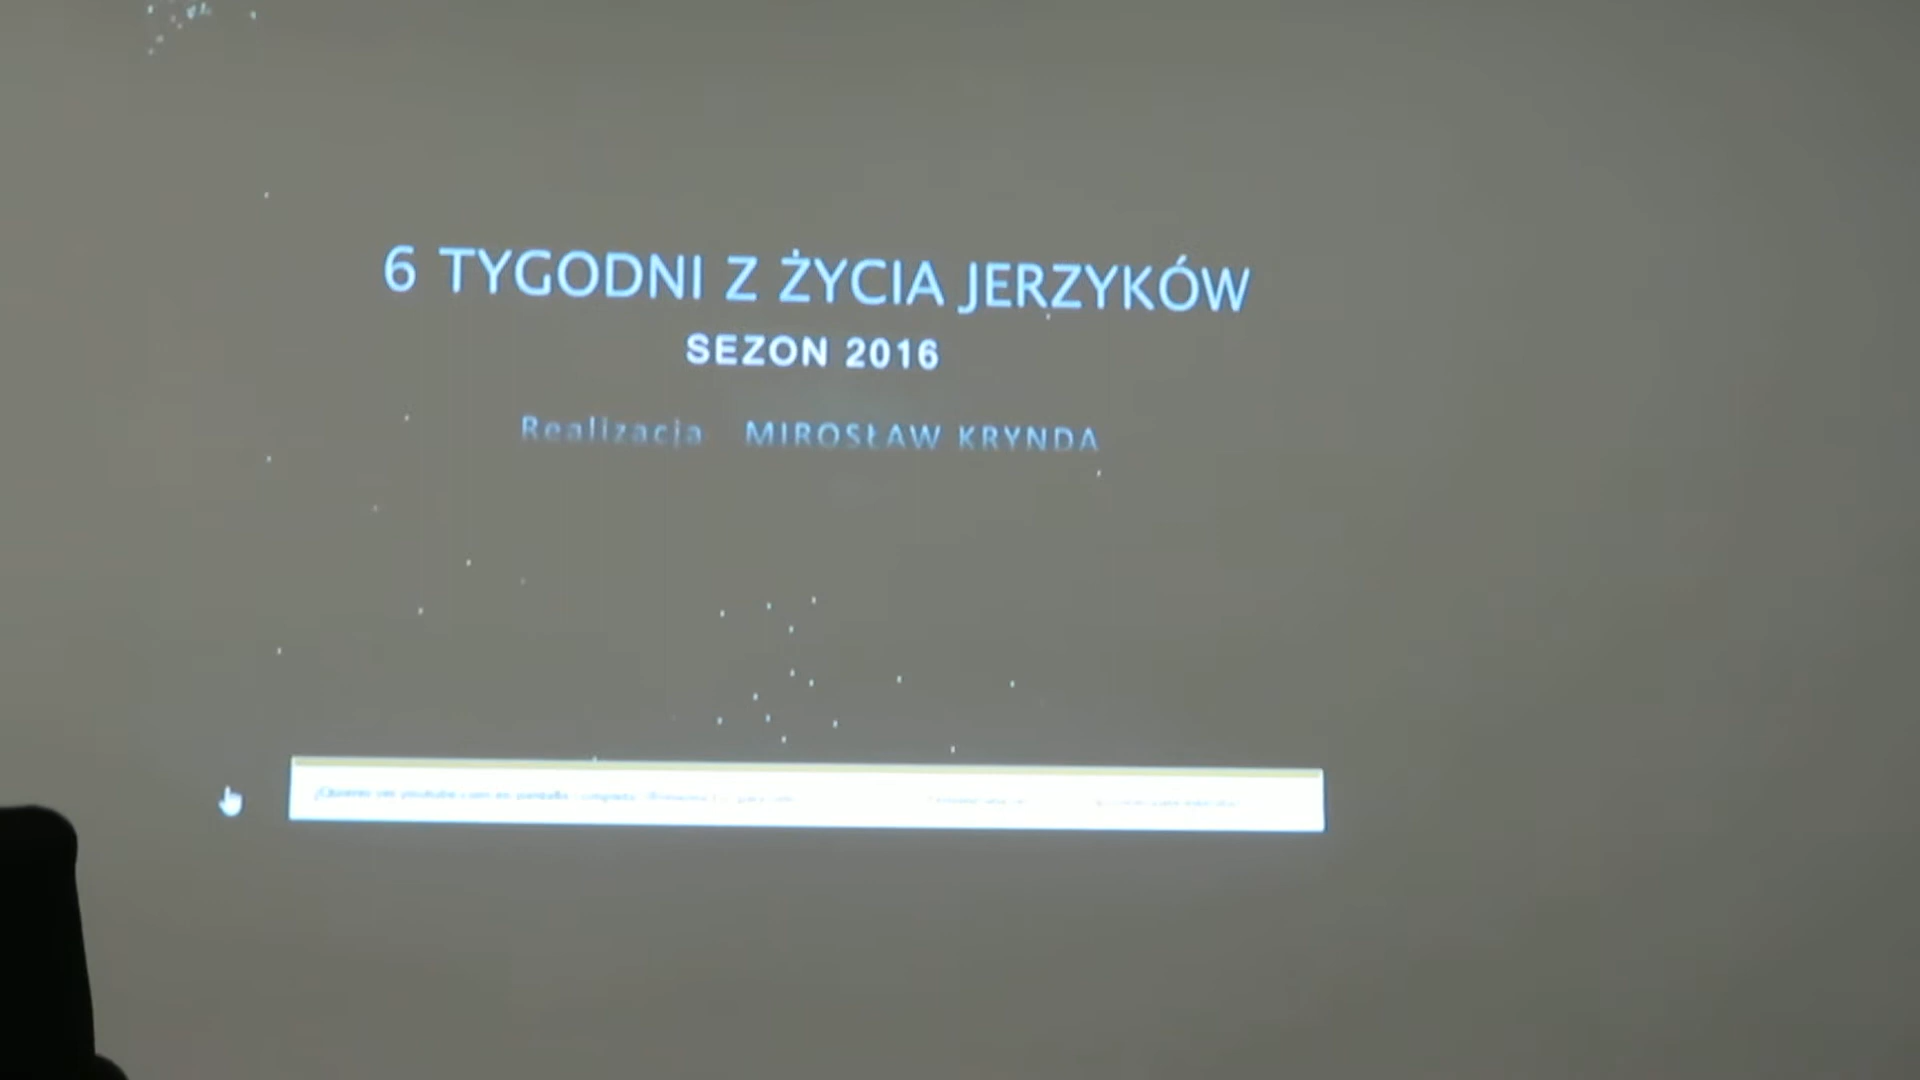 6 TYGODNI Z ŻYCIA JERZYKÓW
SEZON 2016
Realizacja MIROSŁAW KRYNDA